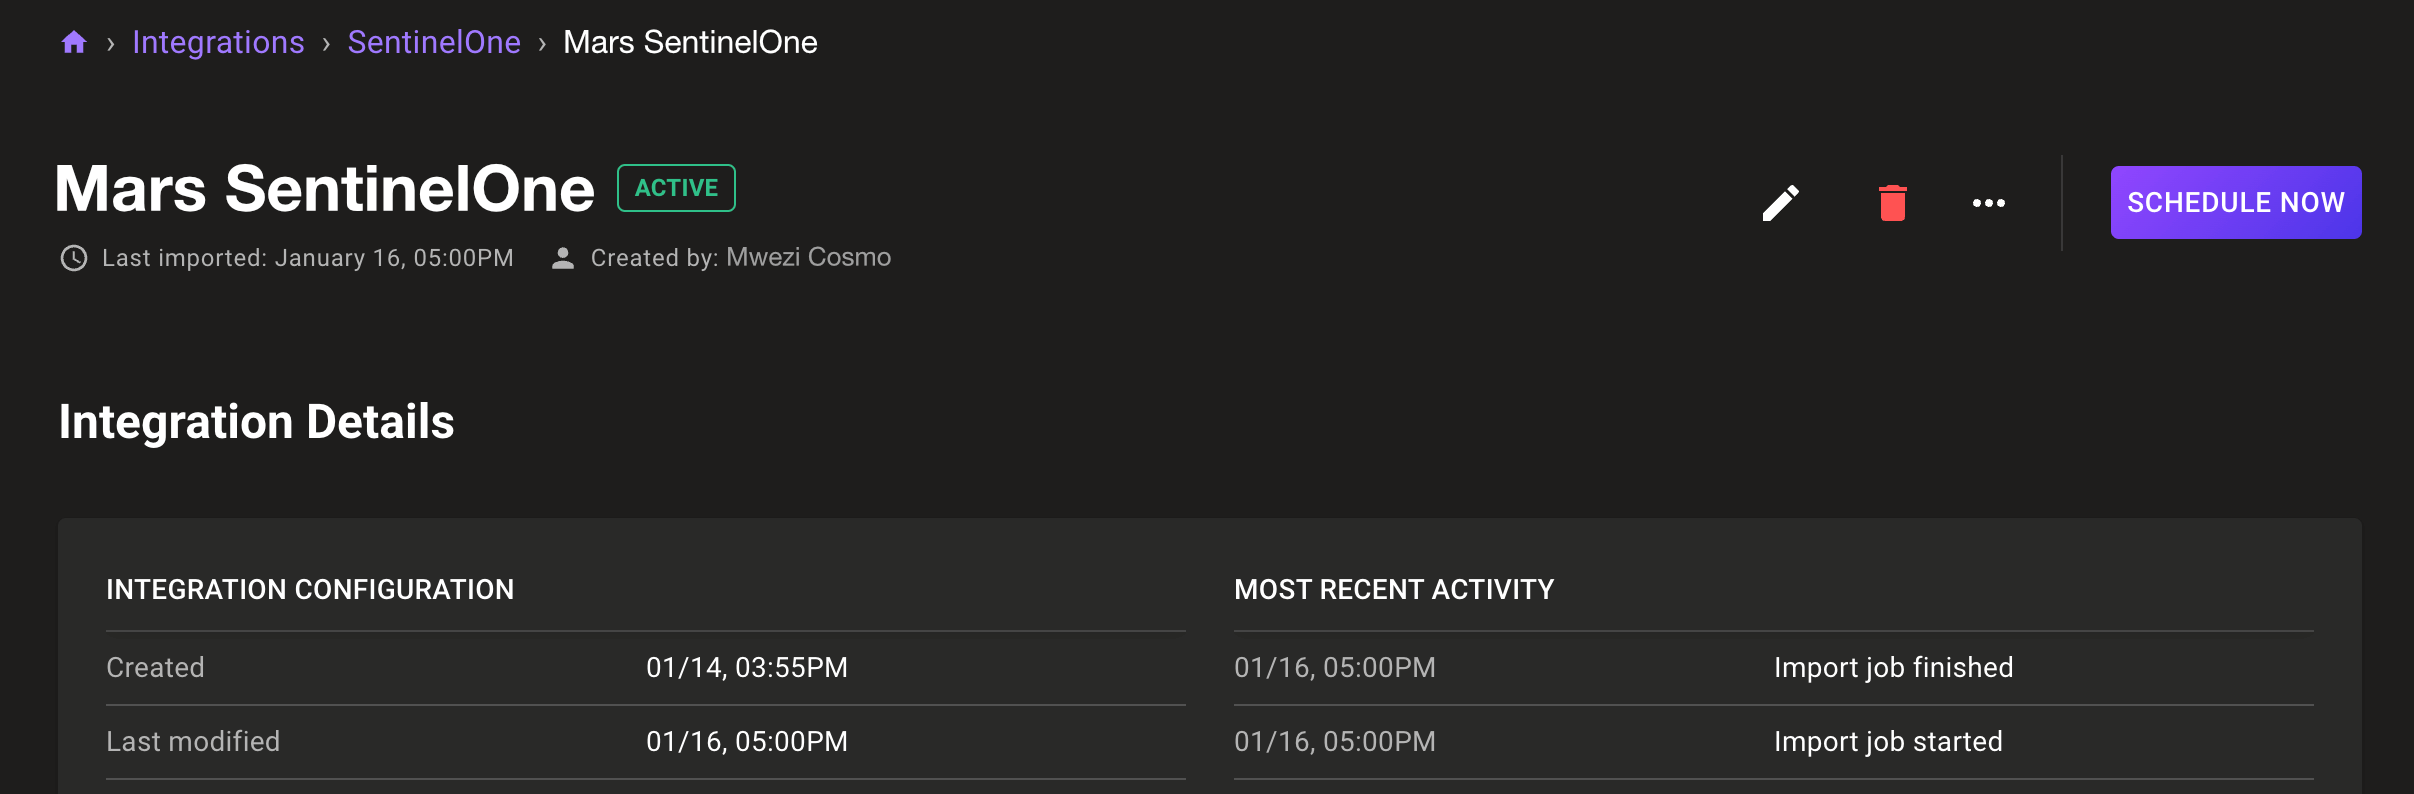 Integrations › SentinelOne › Mars SentinelOne
Mars SentinelOne ACTIVE
SCHEDULE NOW
Last imported: January 16, 05:00PM Created by: Mwezi Cosmo
Integration Details
INTEGRATION CONFIGURATION
Created 01/14, 03:55PM
Last modified 01/16, 05:00PM
MOST RECENT ACTIVITY
01/16, 05:00PM Import job finished
01/16, 05:00PM Import job started